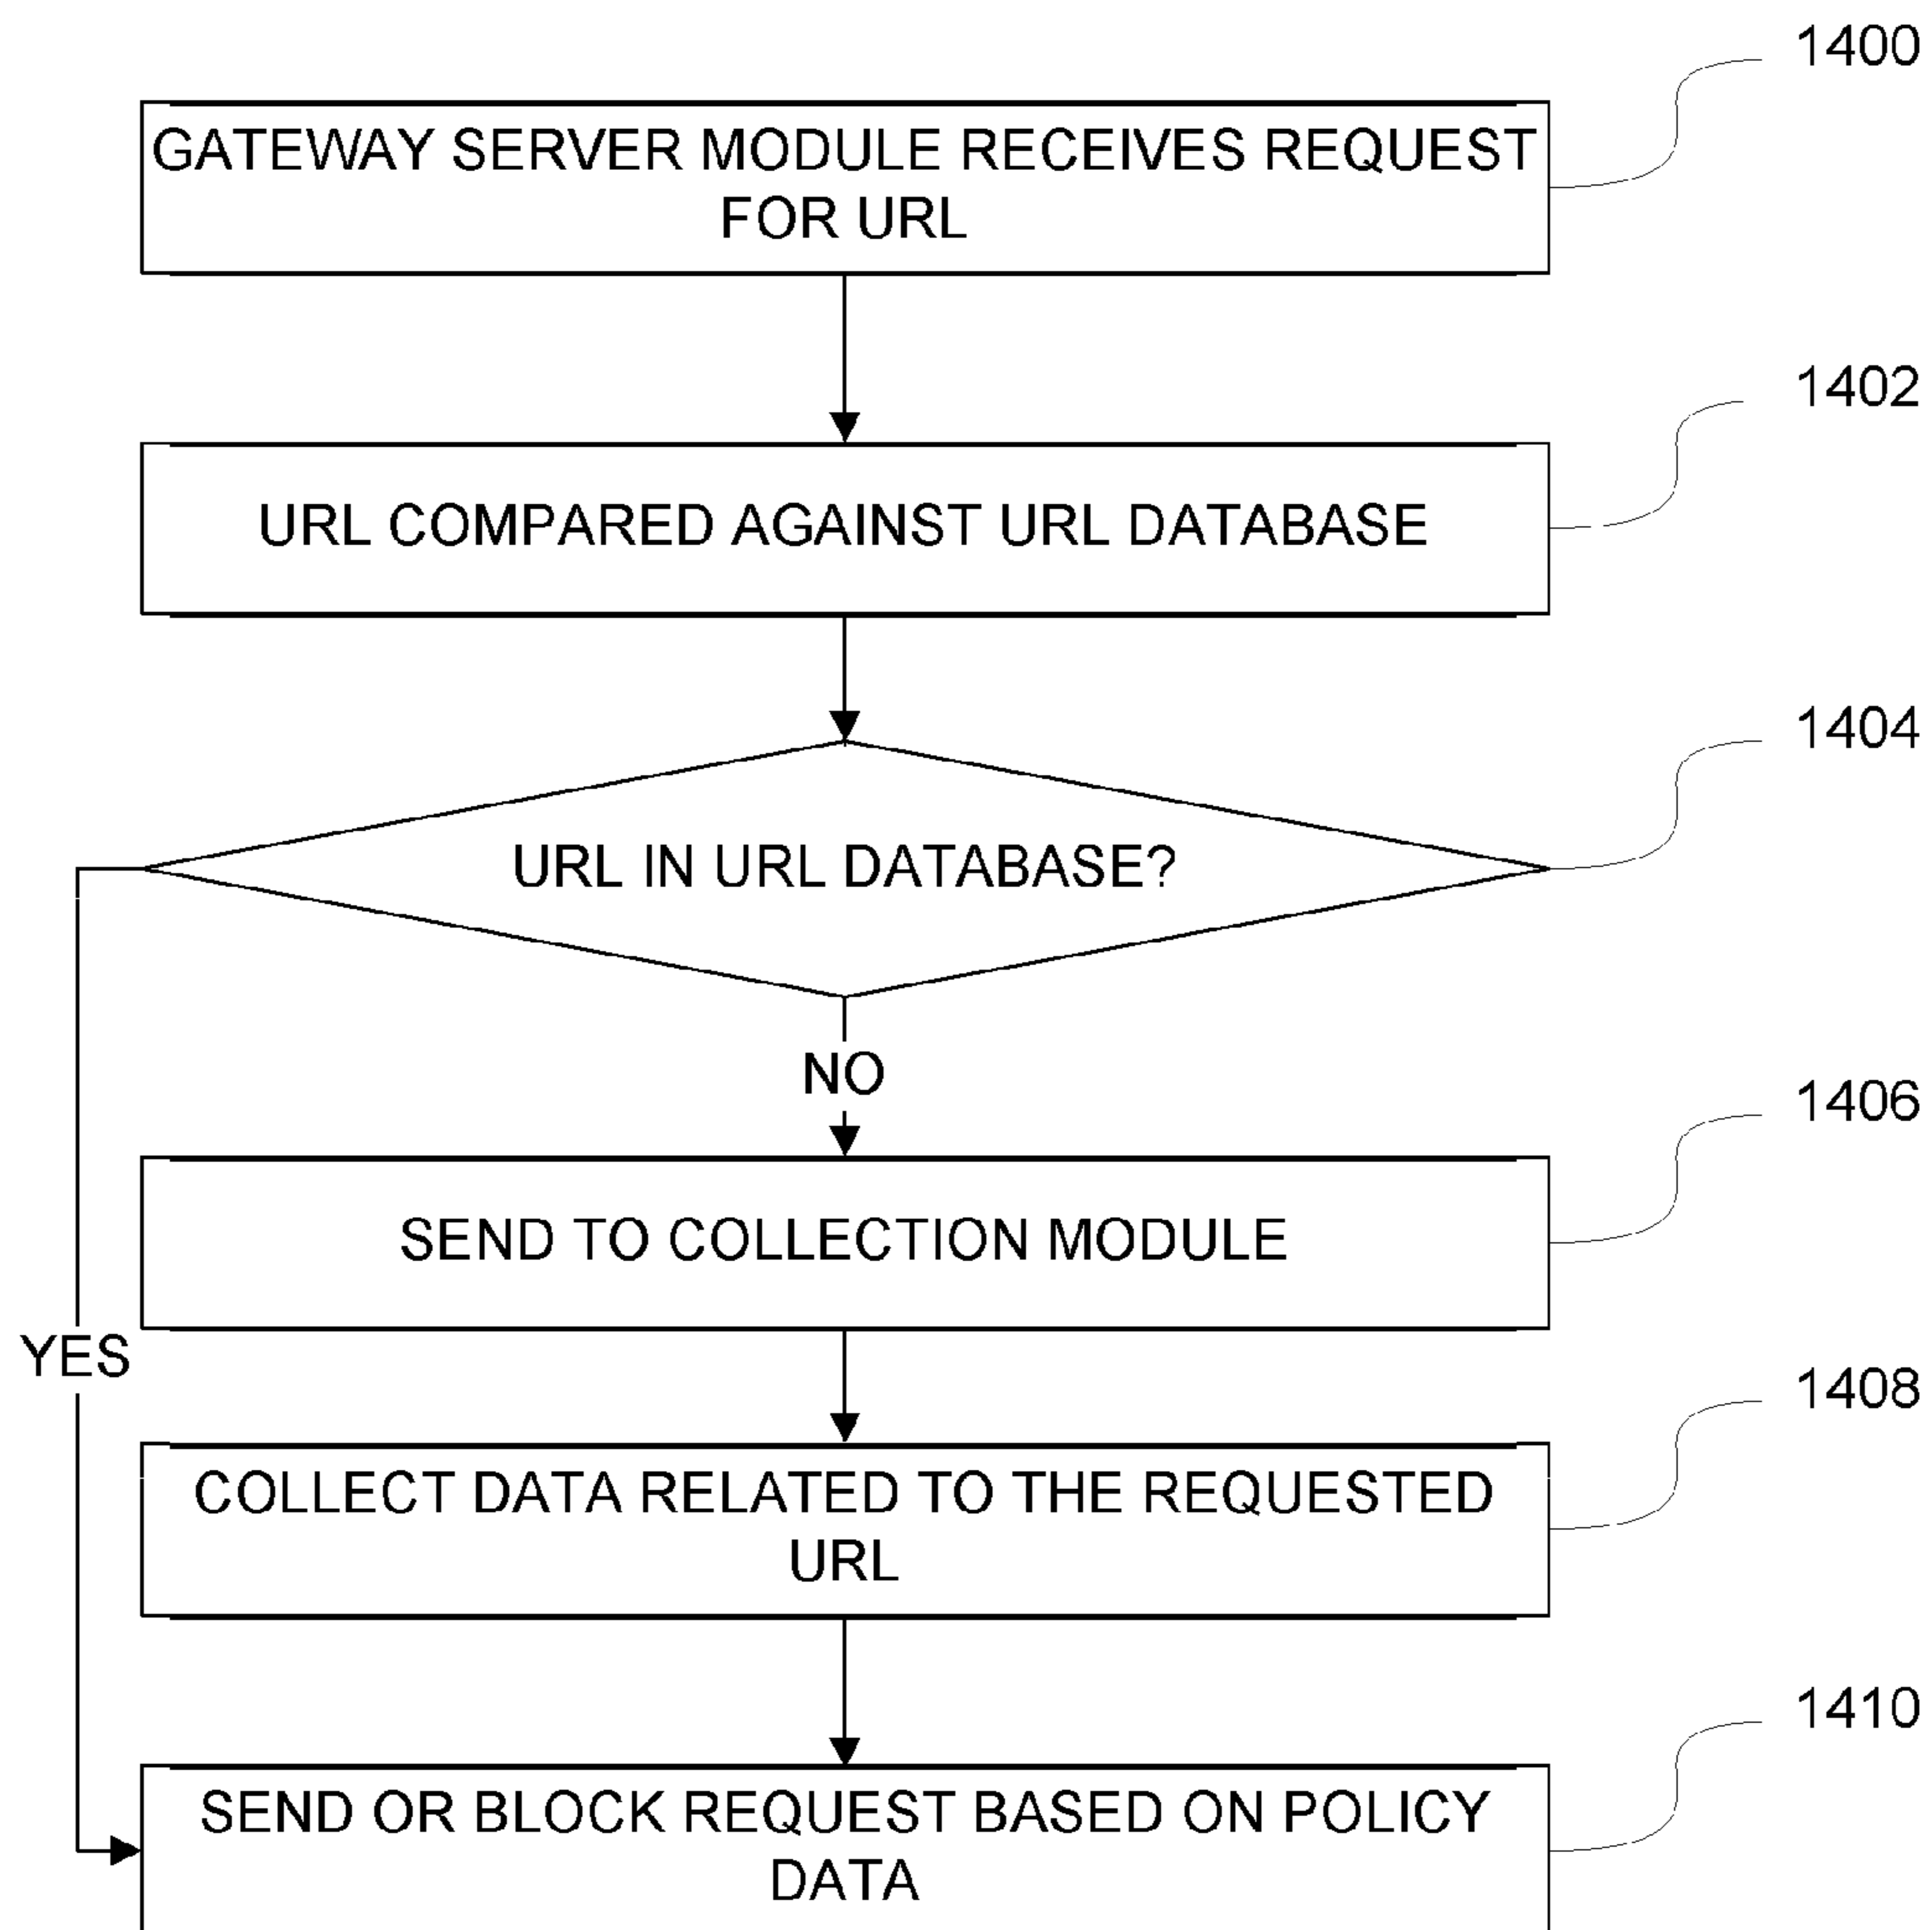 1400
GATEWAY SERVER MODULE RECEIVES REQUEST
FOR URL
1402
URL COMPARED AGAINST URL DATABASE
1404
URL IN URL DATABASE?
NO
1406
SEND TO COLLECTION MODULE
YES
1408
COLLECT DATA RELATED TO THE REQUESTED
URL
1410
SEND OR BLOCK REQUEST BASED ON POLICY
DATA